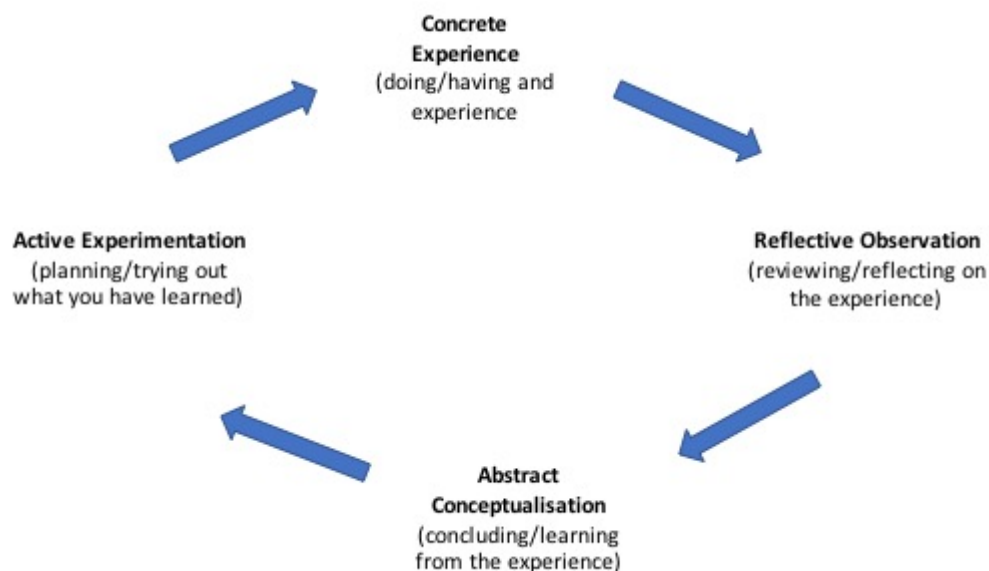 Concrete
Experience
(doing/having and
experience
Active Experimentation
(planning/trying out
what you have learned)
Reflective Observation
(reviewing/reflecting on
the experience)
Abstract
Conceptualisation
(concluding/learning
from the experience)